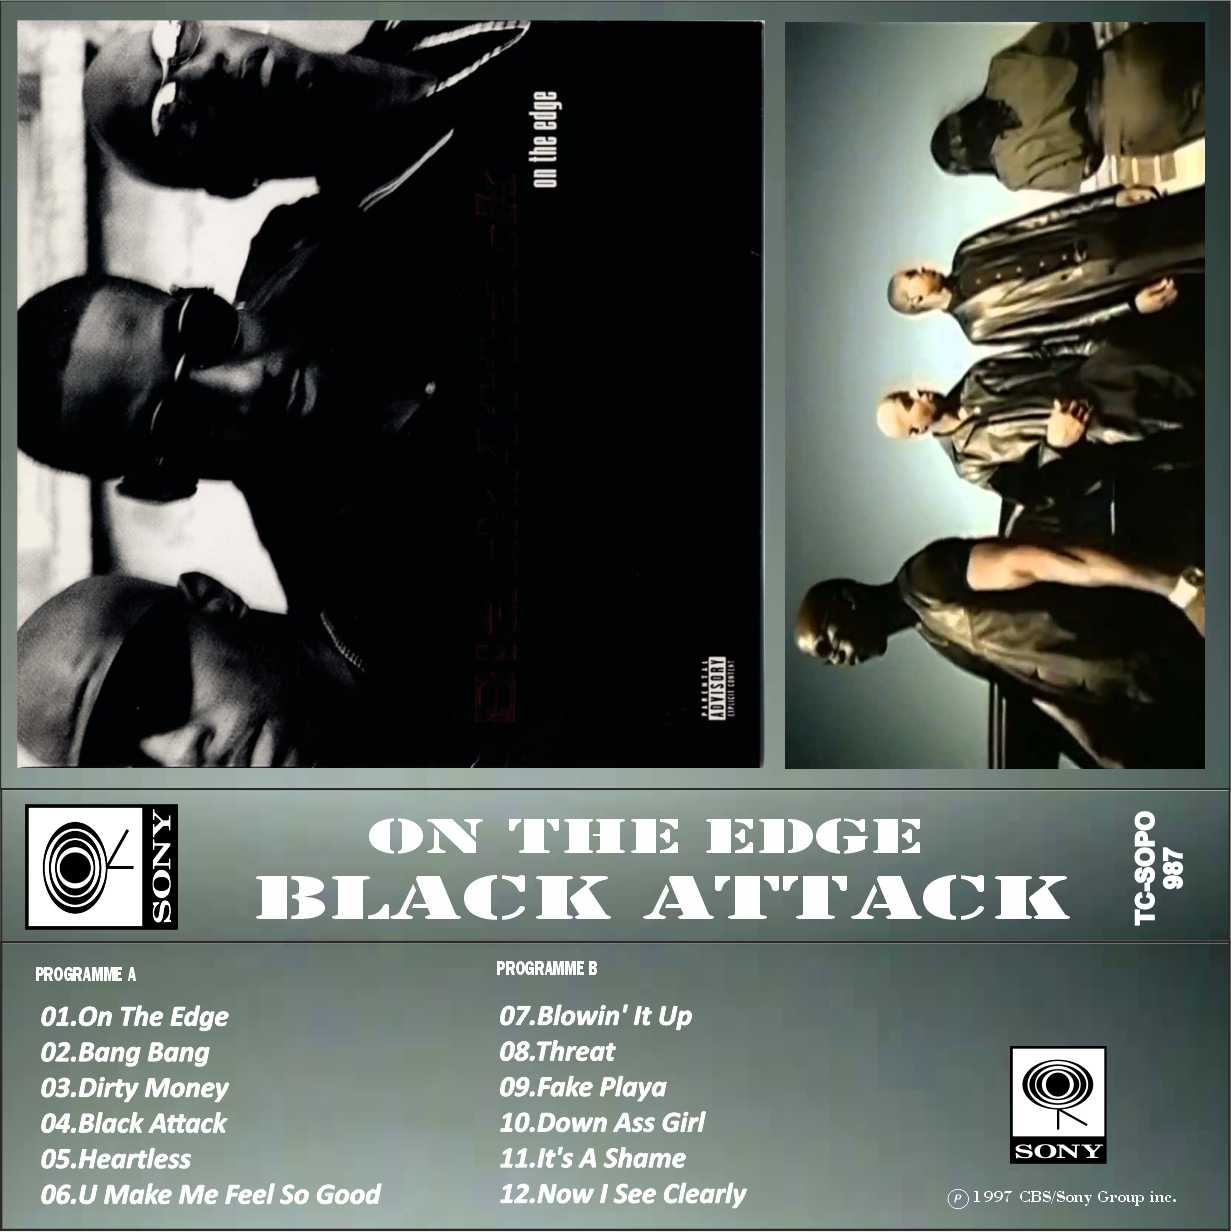 on the edge
BLACK ATTACK
PARENTAL
ADVISORY
EXPLICIT CONTENT
SONY
ON THE EDGE
BLACK ATTACK
TC-SOPO
987
PROGRAMME A
01.On The Edge
02.Bang Bang
03.Dirty Money
04.Black Attack
05.Heartless
06.U Make Me Feel So Good
PROGRAMME B
07.Blowin' It Up
08.Threat
09.Fake Playa
10.Down Ass Girl
11.It's A Shame
12.Now I See Clearly
SONY
℗1997 CBS/Sony Group inc.